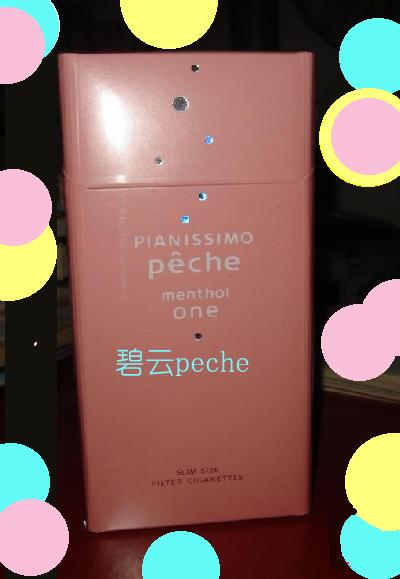 PIANISSIMO
pêche
menthol
one
碧云peche
SLIM SIZE
FILTER CIGARETTES